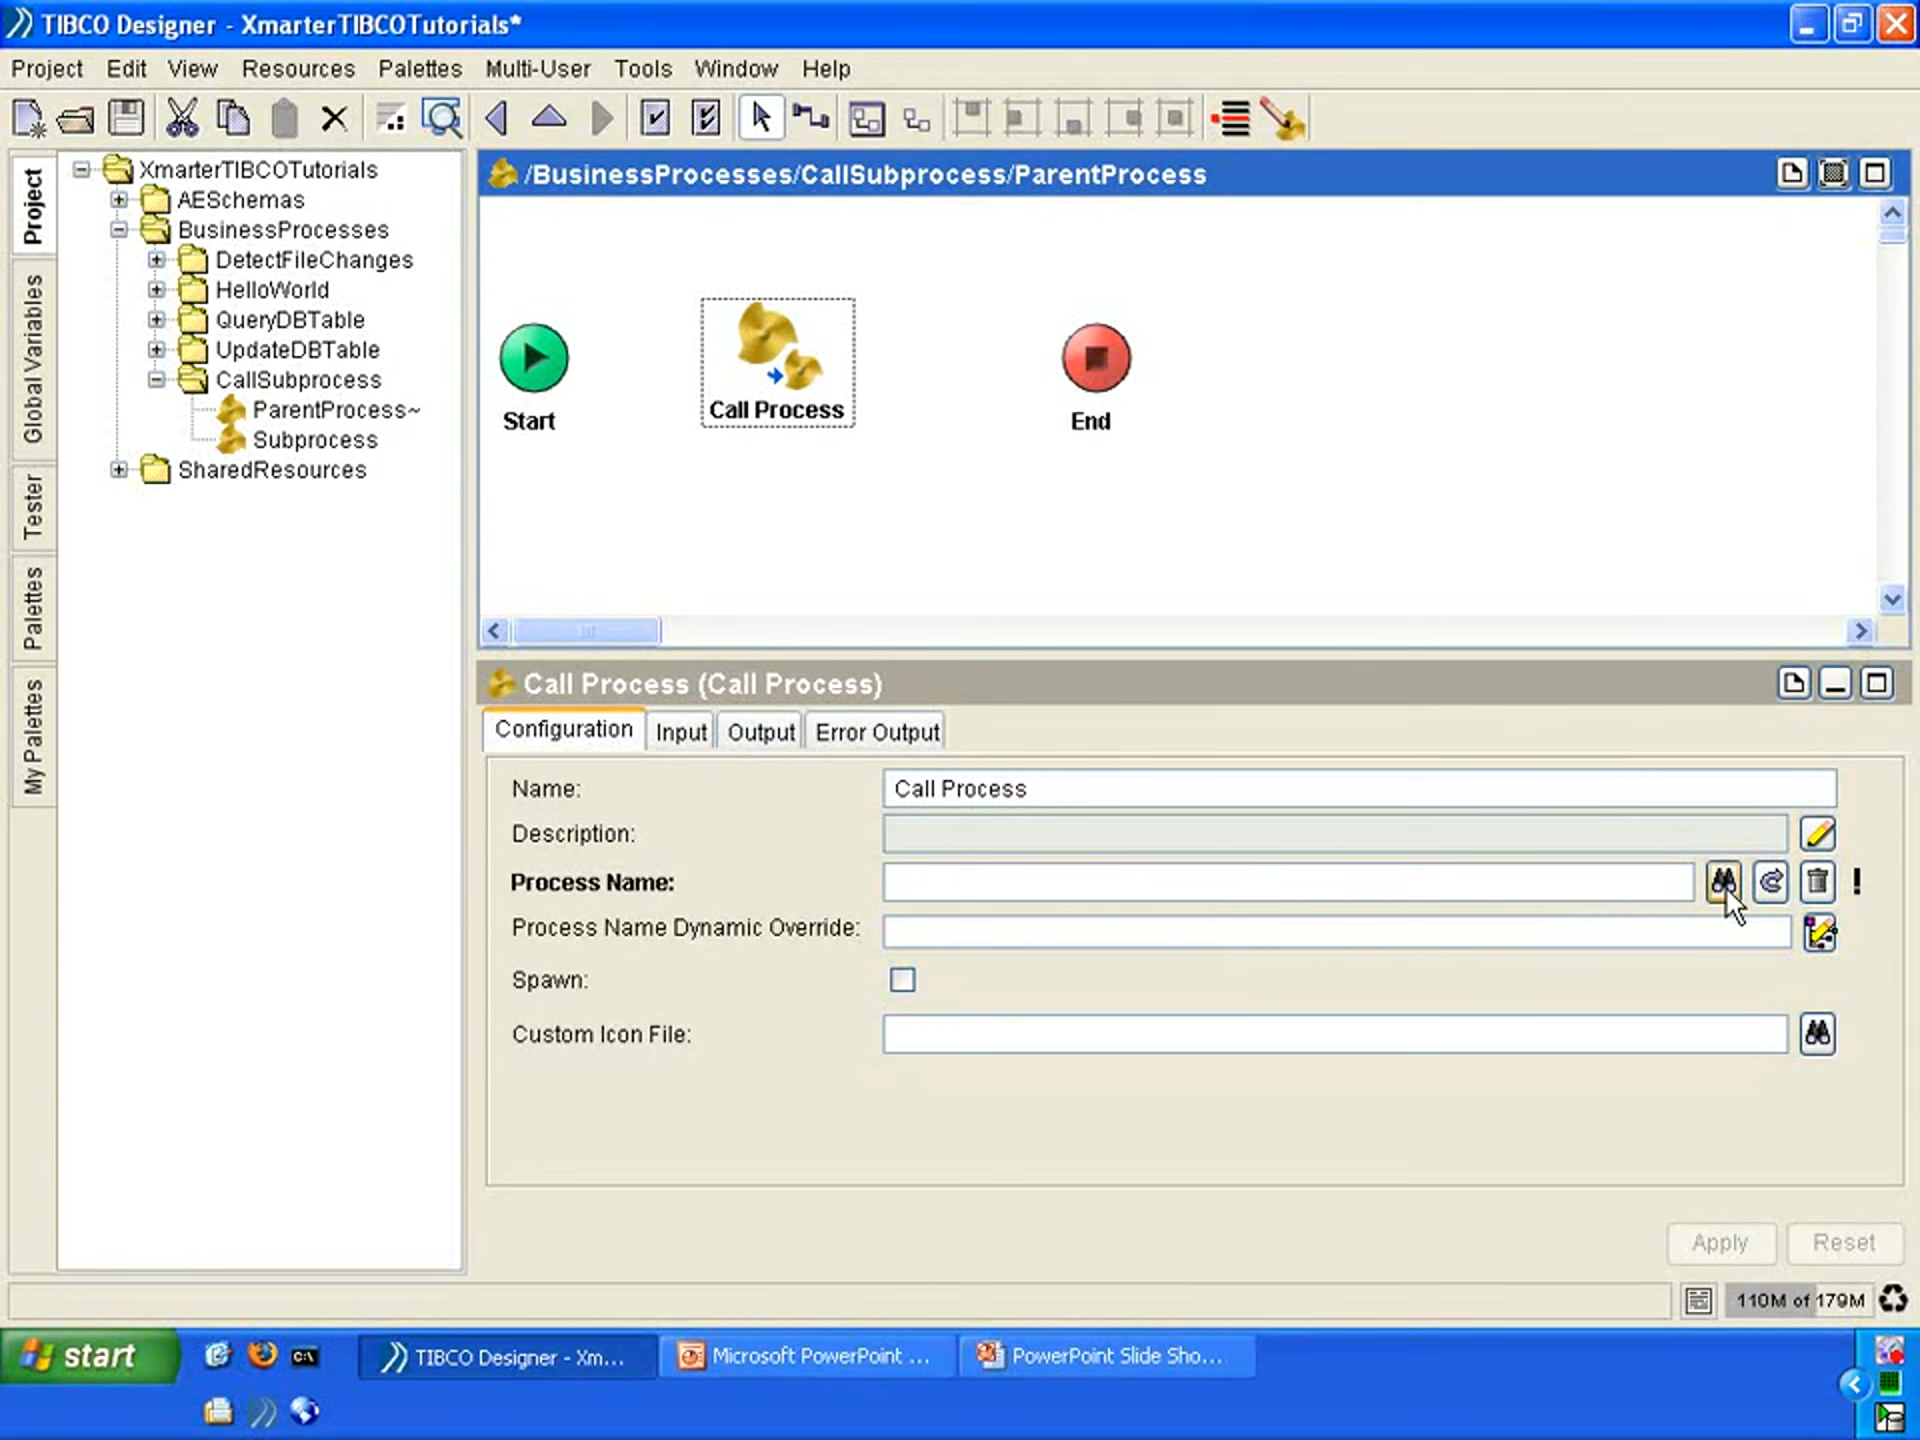 TIBCO Designer - XmarterTIBCOTutorials*
Project Edit View Resources Palettes Multi-User Tools Window Help
Project
Global Variables
Tester
Palettes
My Palettes
XmarterTIBCOTutorials
AESchemas
BusinessProcesses
DetectFileChanges
HelloWorld
QueryDBTable
UpdateDBTable
CallSubprocess
ParentProcess~
Subprocess
SharedResources
/BusinessProcesses/CallSubprocess/ParentProcess
Start
Call Process
End
Call Process (Call Process)
Configuration Input Output Error Output
Name: Call Process
Description:
Process Name: !
Process Name Dynamic Override:
Spawn:
Custom Icon File:
Apply Reset
110M of 179M
start
C:\
TIBCO Designer - Xm...
Microsoft PowerPoint ...
PowerPoint Slide Sho...